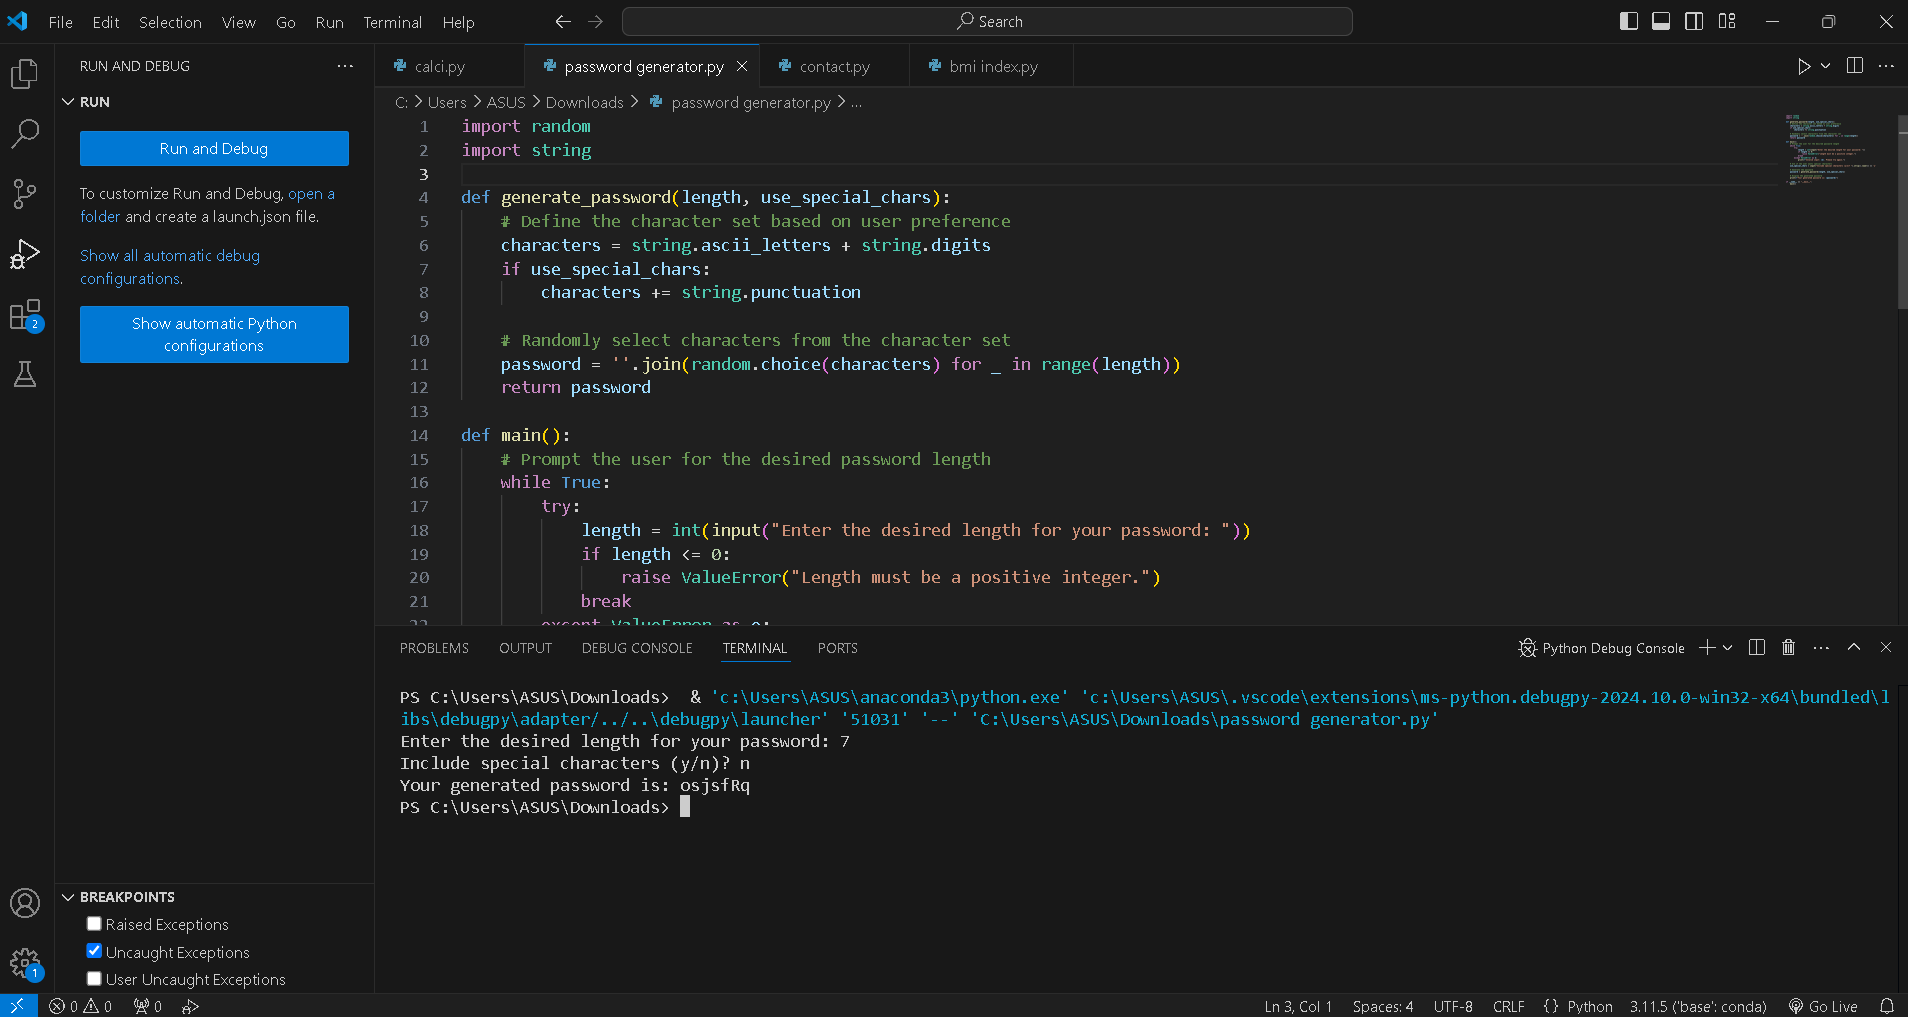 File Edit Selection View Go Run Terminal Help
Search
RUN AND DEBUG
RUN
Run and Debug
To customize Run and Debug, open a
folder and create a launch.json file.
Show all automatic debug
configurations.
Show automatic Python
configurations
2
1
BREAKPOINTS
Raised Exceptions
Uncaught Exceptions
User Uncaught Exceptions
calci.py password generator.py contact.py bmi index.py
C: > Users > ASUS > Downloads > password generator.py > ...
1 import random
2 import string
3
4 def generate_password(length, use_special_chars):
5 # Define the character set based on user preference
6 characters = string.ascii_letters + string.digits
7 if use_special_chars:
8 characters += string.punctuation
9
10 # Randomly select characters from the character set
11 password = ''.join(random.choice(characters) for _ in range(length))
12 return password
13
14 def main():
15 # Prompt the user for the desired password length
16 while True:
17 try:
18 length = int(input("Enter the desired length for your password: "))
19 if length <= 0:
20 raise ValueError("Length must be a positive integer.")
21 break
22 except ValueError as e:
PROBLEMS OUTPUT DEBUG CONSOLE TERMINAL PORTS
Python Debug Console
PS C:\Users\ASUS\Downloads>  & 'c:\Users\ASUS\anaconda3\python.exe' 'c:\Users\ASUS\.vscode\extensions\ms-python.debugpy-2024.10.0-win32-x64\bundled\l
ibs\debugpy\adapter/../..\debugpy\launcher' '51031' '--' 'C:\Users\ASUS\Downloads\password generator.py'
Enter the desired length for your password: 7
Include special characters (y/n)? n
Your generated password is: osjsfRq
PS C:\Users\ASUS\Downloads>
0 0 0 Ln 3, Col 1 Spaces: 4 UTF-8 CRLF {} Python 3.11.5 ('base': conda) Go Live